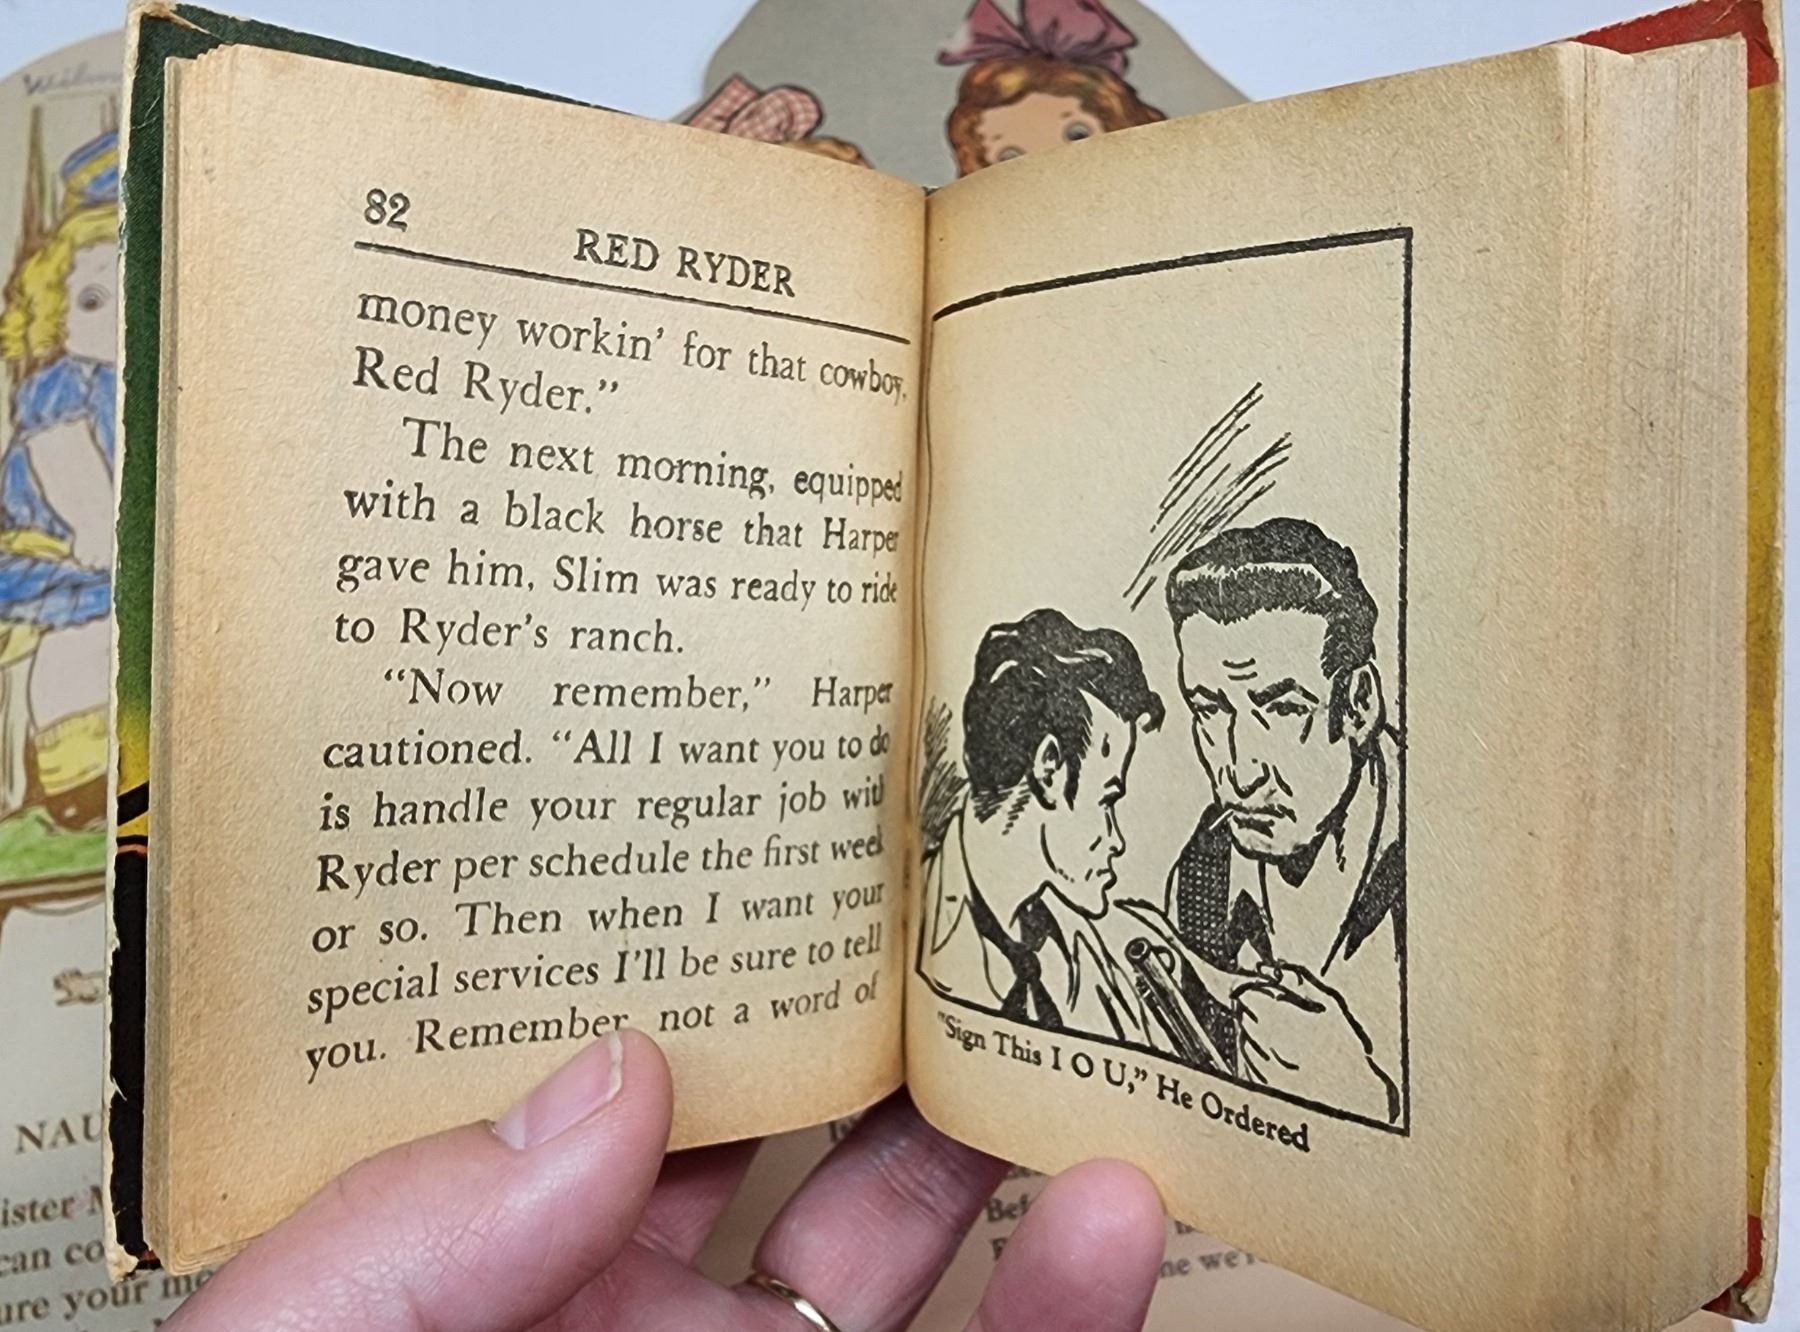 82
RED RYDER
money workin' for that cowboy,
Red Ryder.”
The next morning, equipped
with a black horse that Harper
gave him, Slim was ready to ride
to Ryder's ranch.
“Now remember,” Harper
cautioned. “All I want you to do
is handle your regular job with
Ryder per schedule the first week
or so. Then when I want your
special services I'll be sure to tell
you. Remember, not a word of
"Sign This I O U,” He Ordered
NAU
ister
can co
ure your